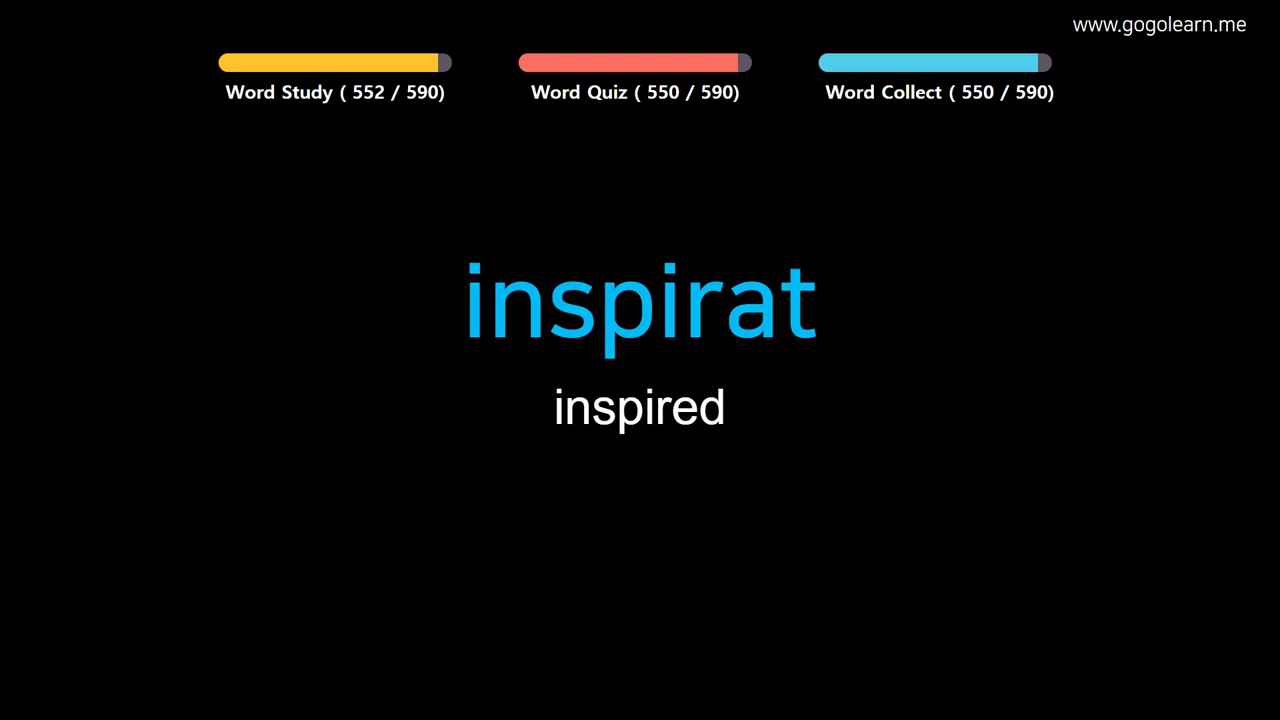 www.gogolearn.me
Word Study ( 552 / 590)
Word Quiz ( 550 / 590)
Word Collect ( 550 / 590)
inspirat
inspired